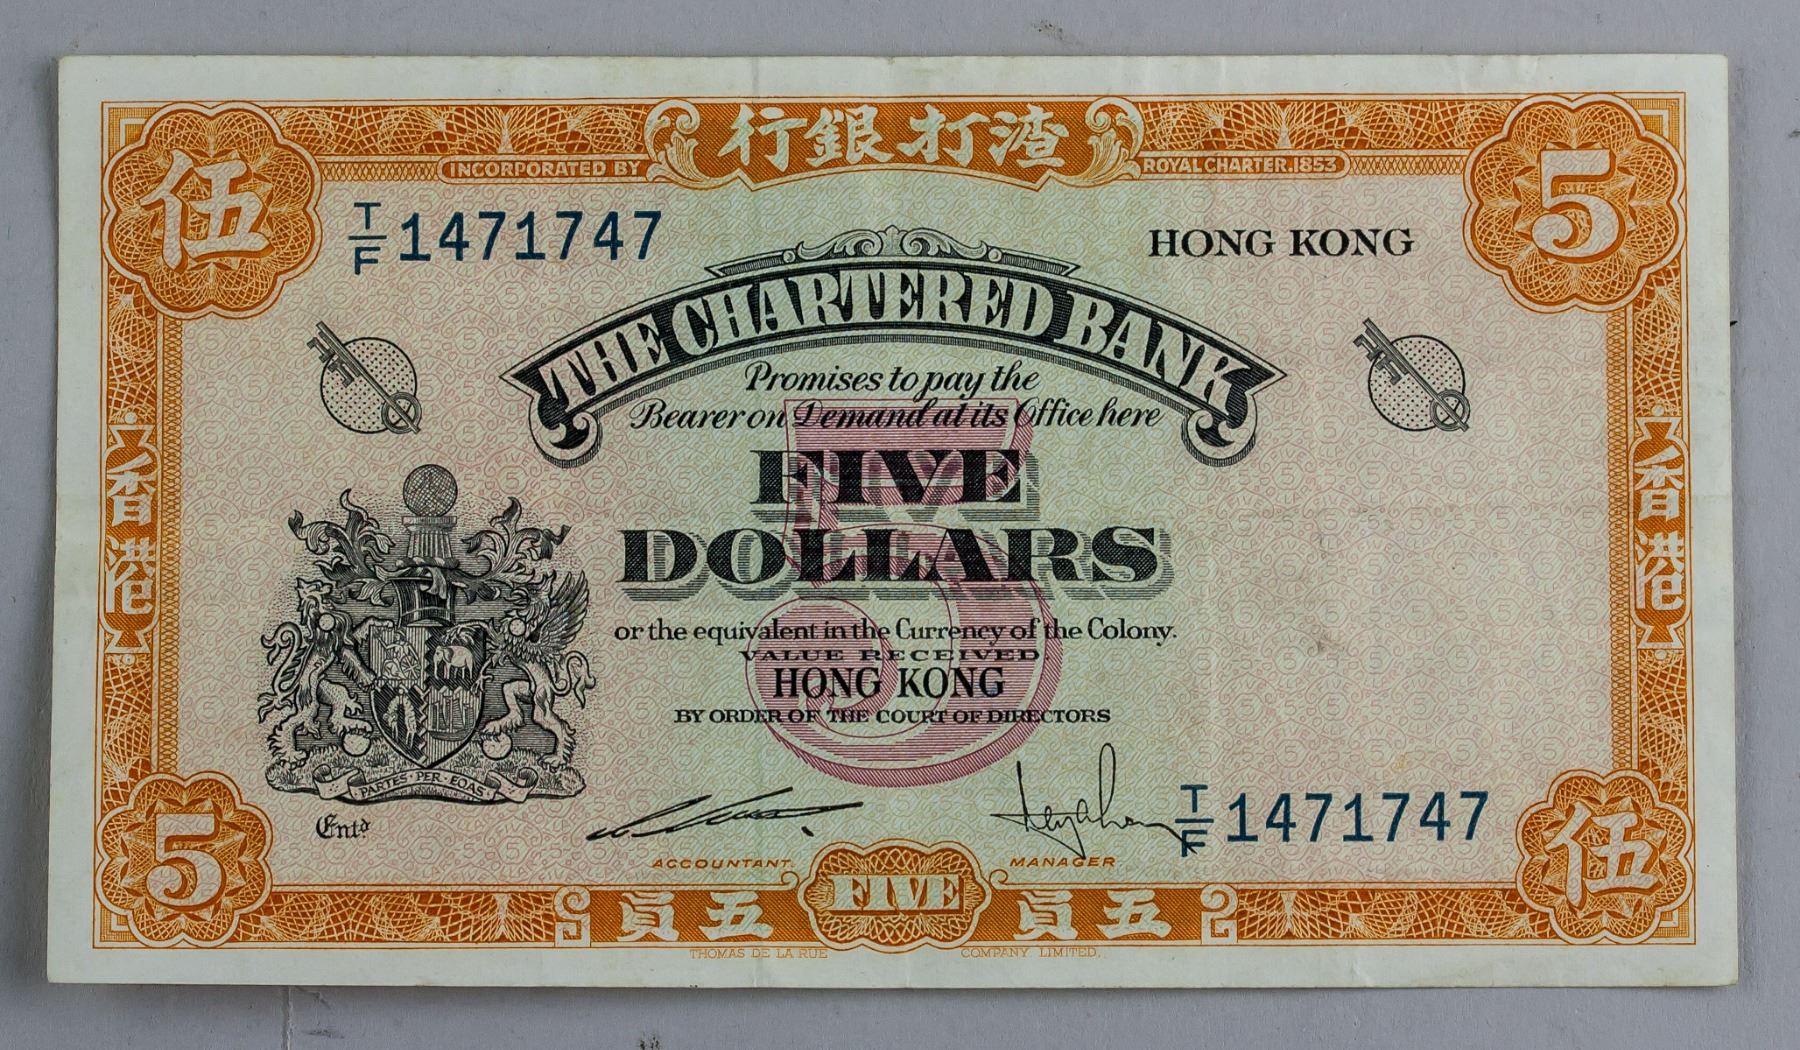 行銀打渣
INCORPORATED BY
ROYAL CHARTER. 1853
伍
5
T/F 1471747
HONG KONG
THE CHARTERED BANK
Promises to pay the
Bearer on Demand at its Office here
5
FIVE
DOLLARS
or the equivalent in the Currency of the Colony.
VALUE RECEIVED
HONG KONG
BY ORDER OF THE COURT OF DIRECTORS
香港
香港
PARTES·PER·EOAS
Entd
T/F 1471747
ACCOUNTANT.
MANAGER
5
伍
員五
FIVE
員五
THOMAS DE LA RUE COMPANY LIMITED.